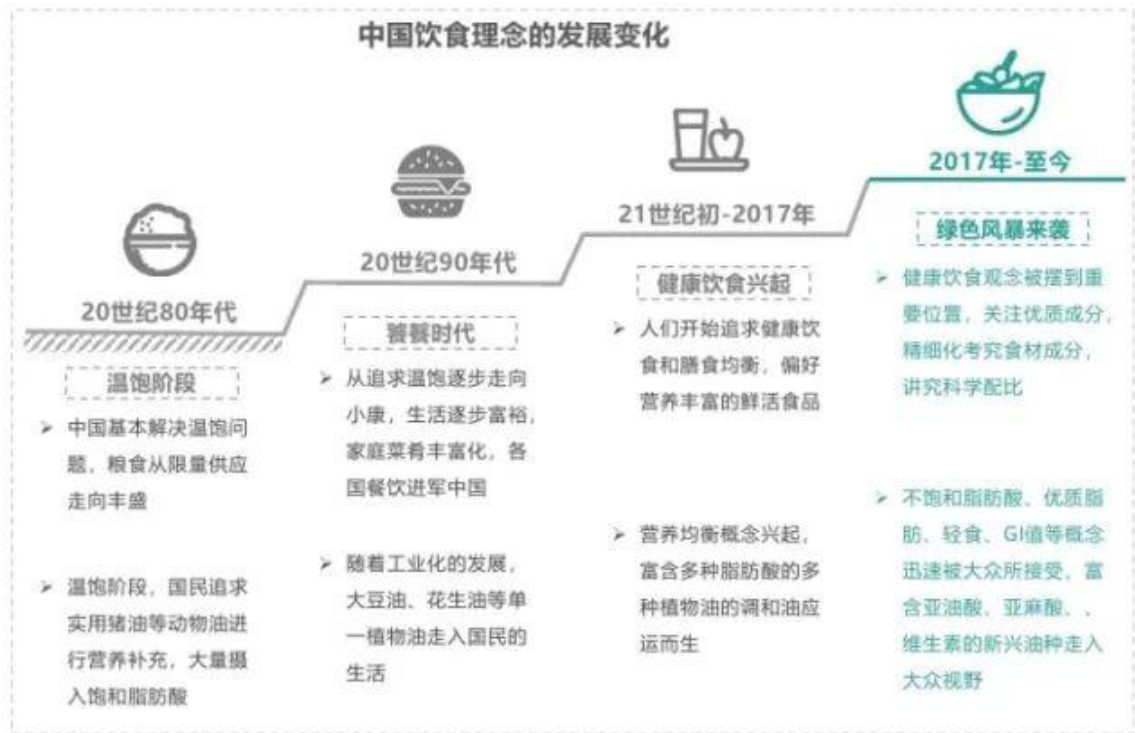 中国饮食理念的发展变化
20世纪80年代
温饱阶段
中国基本解决温饱问
题，粮食从限量供应
走向丰盛
温饱阶段，国民追求
实用猪油等动物油进
行营养补充，大量摄
入饱和脂肪酸
20世纪90年代
饕餮时代
从追求温饱逐步走向
小康，生活逐步富裕，
家庭菜肴丰富化，各
国餐饮进军中国
随着工业化的发展，
大豆油、花生油等单
一植物油走入国民的
生活
21世纪初-2017年
健康饮食兴起
人们开始追求健康饮
食和膳食均衡，偏好
营养丰富的鲜活食品
营养均衡概念兴起，
富含多种脂肪酸的多
种植物油的调和油应
运而生
2017年-至今
绿色风暴来袭
健康饮食观念被摆到重
要位置，关注优质成分，
精细化考究食材成分，
讲究科学配比
不饱和脂肪酸、优质脂
肪、轻食、GI值等概念
迅速被大众所接受，富
含亚油酸、亚麻酸、、
维生素的新兴油种走入
大众视野